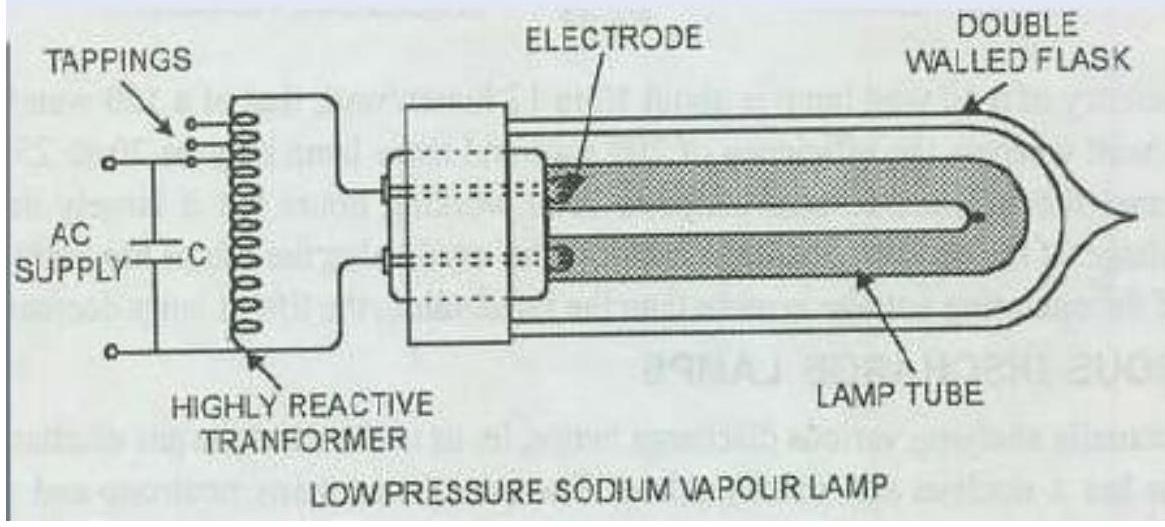 TAPPINGS
ELECTRODE
DOUBLE
WALLED FLASK
AC
SUPPLY
C
HIGHLY REACTIVE
TRANFORMER
LAMP TUBE
LOW PRESSURE SODIUM VAPOUR LAMP